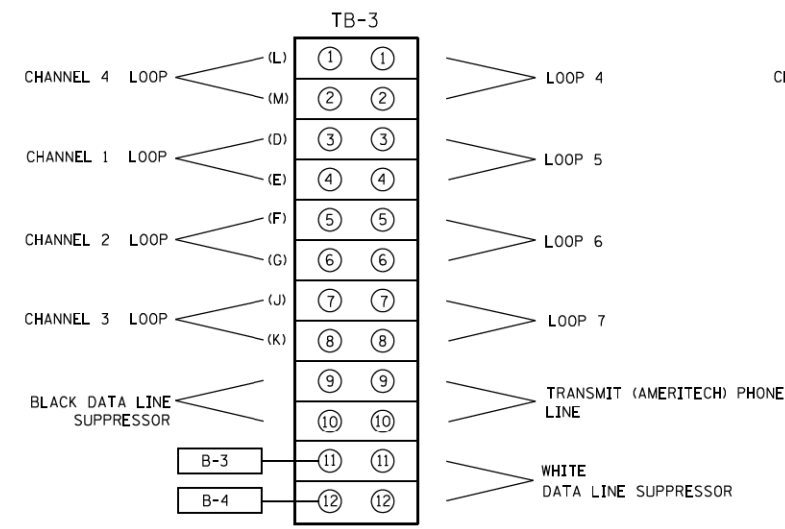 TB-3
CHANNEL 4 LOOP
(L) 1 1
(M) 2 2
LOOP 4
CHANNEL 1 LOOP
(D) 3 3
(E) 4 4
LOOP 5
CHANNEL 2 LOOP
(F) 5 5
(G) 6 6
LOOP 6
CHANNEL 3 LOOP
(J) 7 7
(K) 8 8
LOOP 7
BLACK DATA LINE
SUPPRESSOR
9 9
10 10
TRANSMIT (AMERITECH) PHONE
LINE
B-3 11 11
B-4 12 12
WHITE
DATA LINE SUPPRESSOR